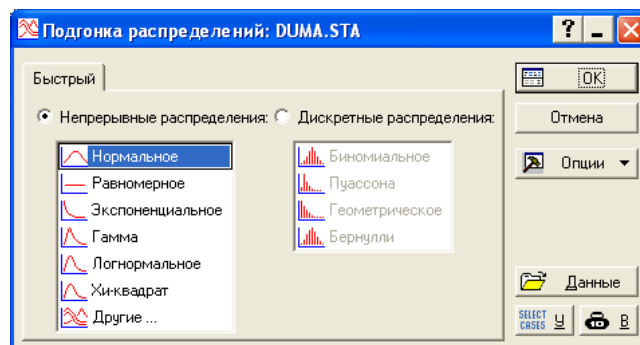 Подгонка распределений: DUMA.STA
Быстрый
Непрерывные распределения: Дискретные распределения:
Нормальное
Равномерное
Экспоненциальное
Гамма
Логнормальное
Хи-квадрат
Другие ...
Биномиальное
Пуассона
Геометрическое
Бернулли
OK
Отмена
Опции
Данные
SELECT CASES У В